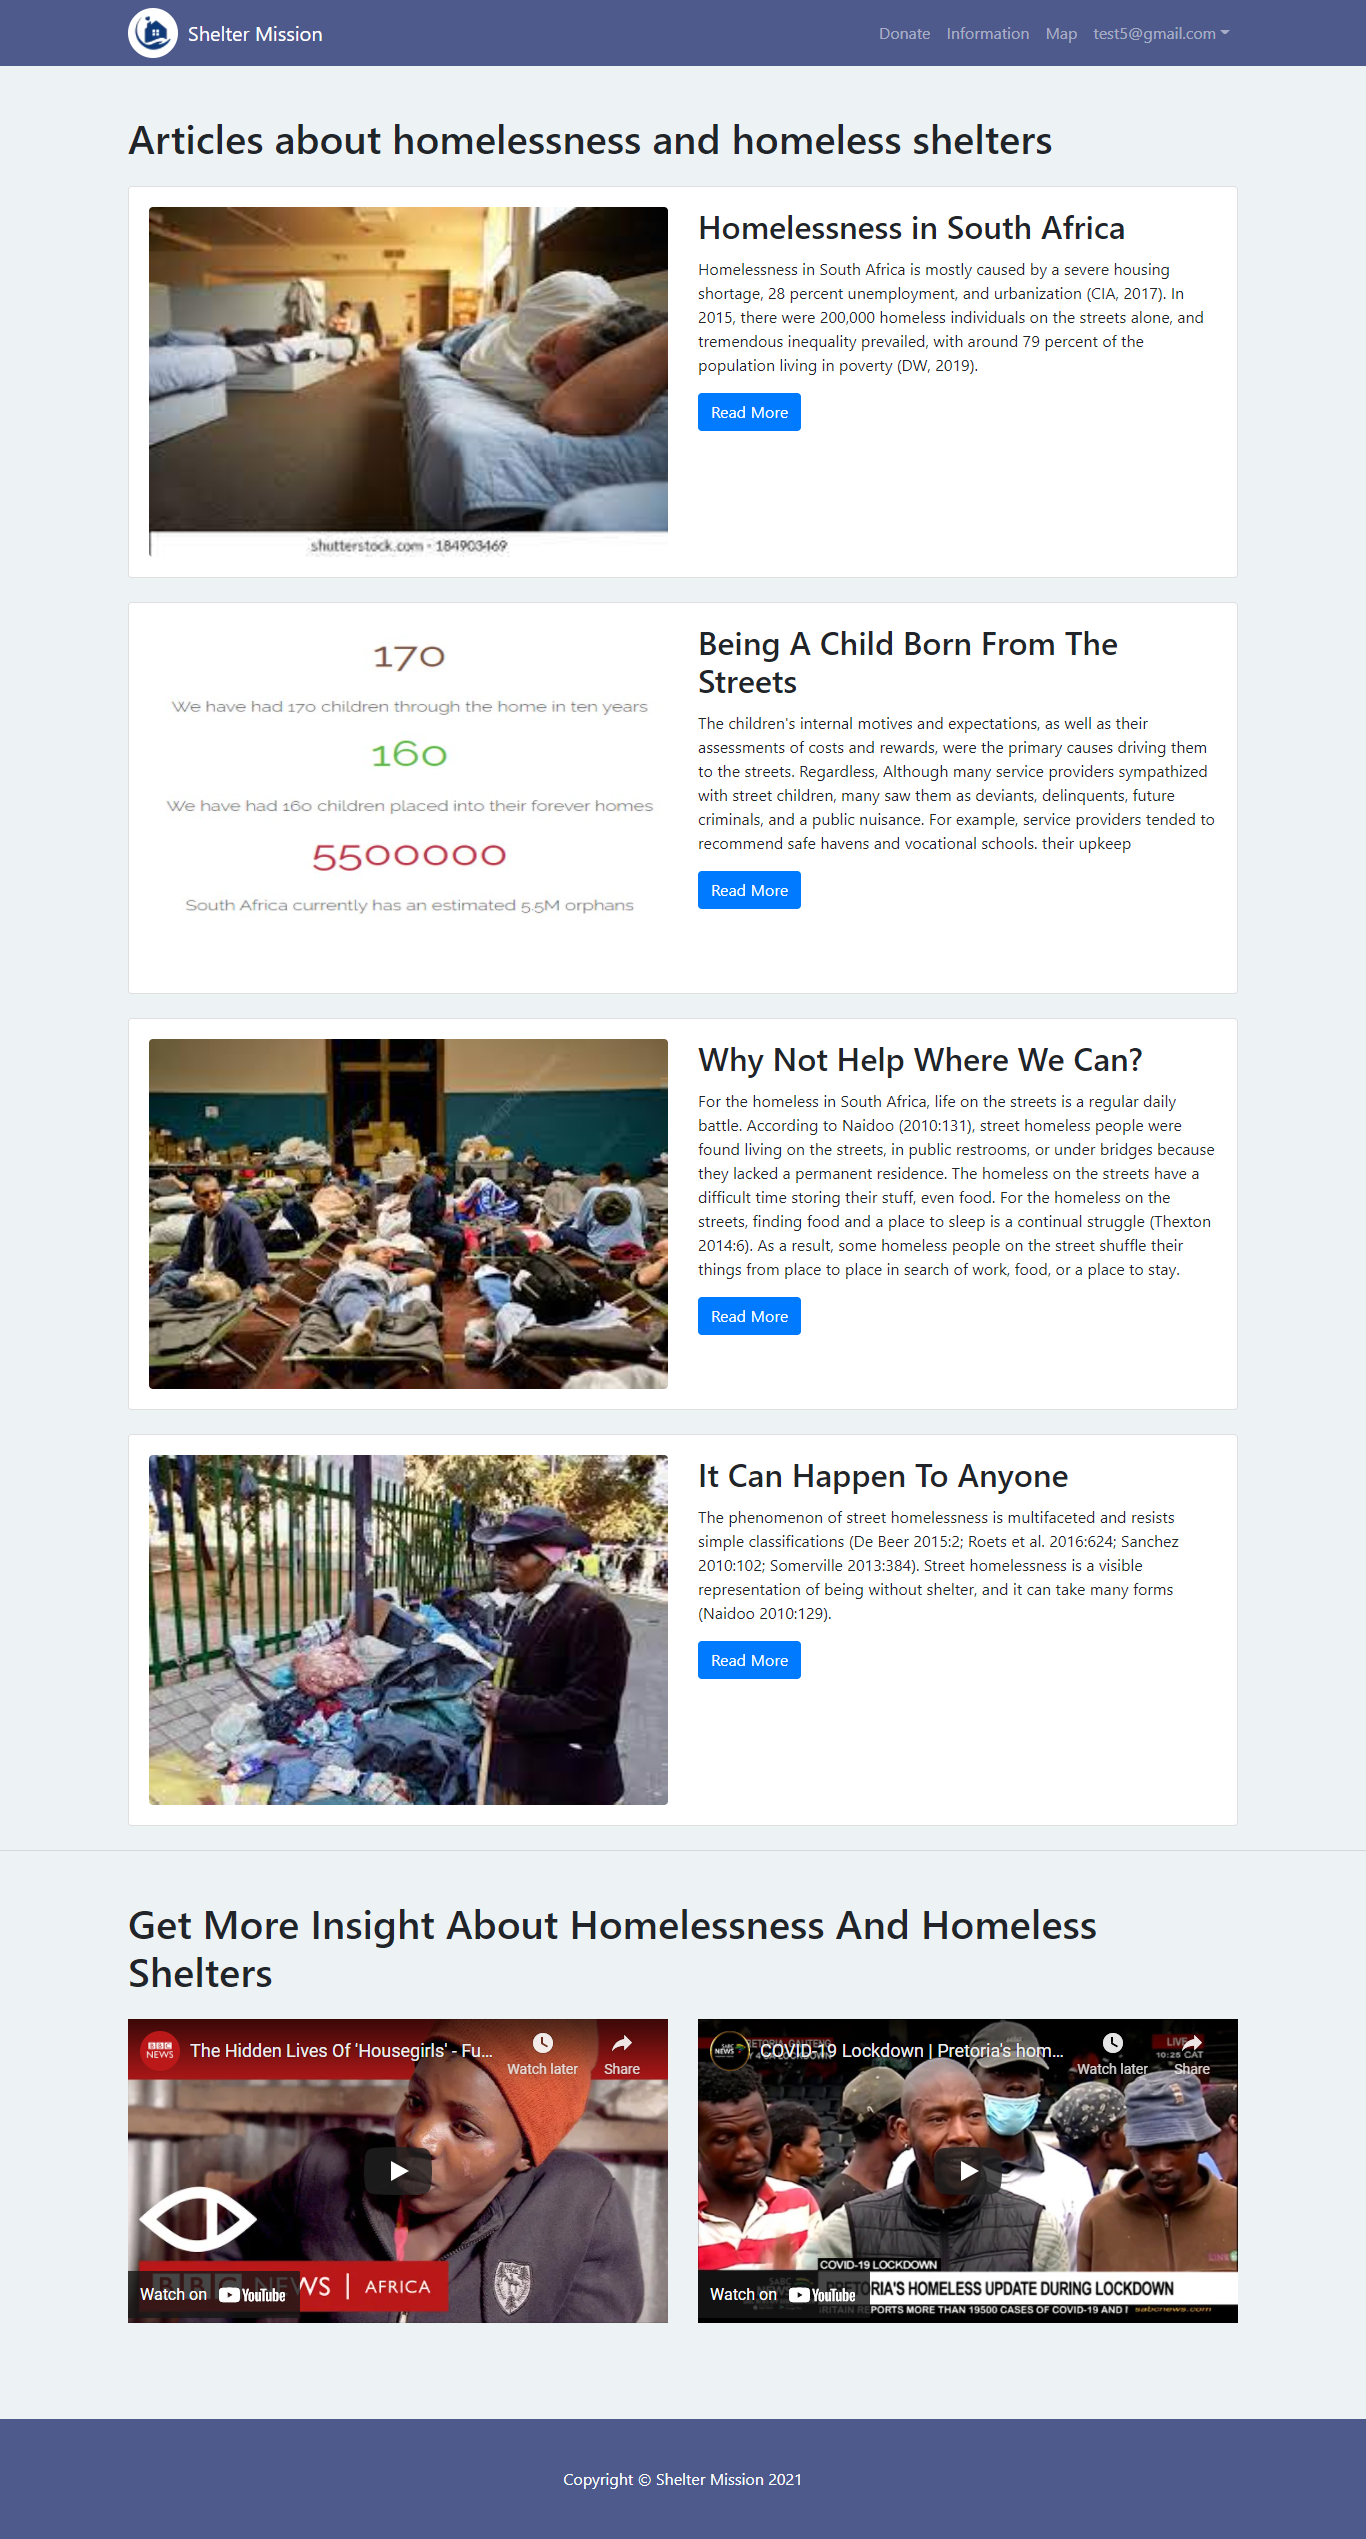 Shelter Mission
Donate
Information
Map
test5@gmail.com
Articles about homelessness and homeless shelters
shutterstock.com · 184903469
Homelessness in South Africa
Homelessness in South Africa is mostly caused by a severe housing
shortage, 28 percent unemployment, and urbanization (CIA, 2017). In
2015, there were 200,000 homeless individuals on the streets alone, and
tremendous inequality prevailed, with around 79 percent of the
population living in poverty (DW, 2019).
Read More
170
We have had 170 children through the home in ten years
160
We have had 160 children placed into their forever homes
5500000
South Africa currently has an estimated 5.5M orphans
Being A Child Born From The
Streets
The children's internal motives and expectations, as well as their
assessments of costs and rewards, were the primary causes driving them
to the streets. Regardless, Although many service providers sympathized
with street children, many saw them as deviants, delinquents, future
criminals, and a public nuisance. For example, service providers tended to
recommend safe havens and vocational schools. their upkeep
Read More
Why Not Help Where We Can?
For the homeless in South Africa, life on the streets is a regular daily
battle. According to Naidoo (2010:131), street homeless people were
found living on the streets, in public restrooms, or under bridges because
they lacked a permanent residence. The homeless on the streets have a
difficult time storing their stuff, even food. For the homeless on the
streets, finding food and a place to sleep is a continual struggle (Thexton
2014:6). As a result, some homeless people on the street shuffle their
things from place to place in search of work, food, or a place to stay.
Read More
It Can Happen To Anyone
The phenomenon of street homelessness is multifaceted and resists
simple classifications (De Beer 2015:2; Roets et al. 2016:624; Sanchez
2010:102; Somerville 2013:384). Street homelessness is a visible
representation of being without shelter, and it can take many forms
(Naidoo 2010:129).
Read More
Get More Insight About Homelessness And Homeless
Shelters
BBC NEWS
The Hidden Lives Of 'Housegirls' - Fu...
Watch later
Share
BBC NEWS | AFRICA
Watch on YouTube
SABC NEWS
COVID-19 Lockdown | Pretoria's hom...
Watch later
Share
LIVE
10:25 CAT
COVID-19 LOCKDOWN
PRETORIA'S HOMELESS UPDATE DURING LOCKDOWN
REPORTS MORE THAN 19500 CASES OF COVID-19 AND
sabcnews.com
Watch on YouTube
Copyright © Shelter Mission 2021